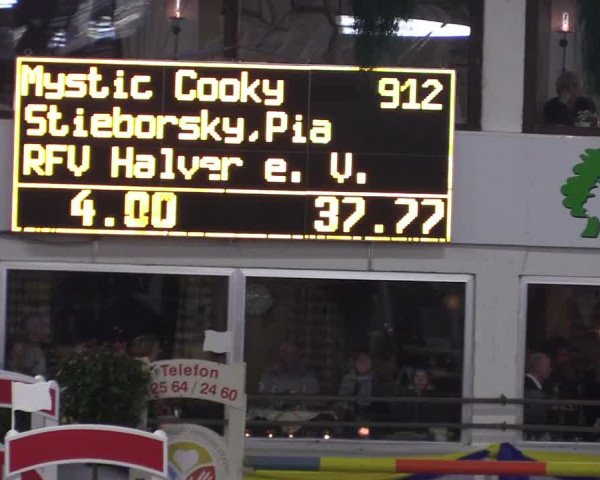 Mystic Cooky 912
Stieborsky,Pia
RFV Halver e. V.
4.00 37.77
Telefon
25 64 / 24 60